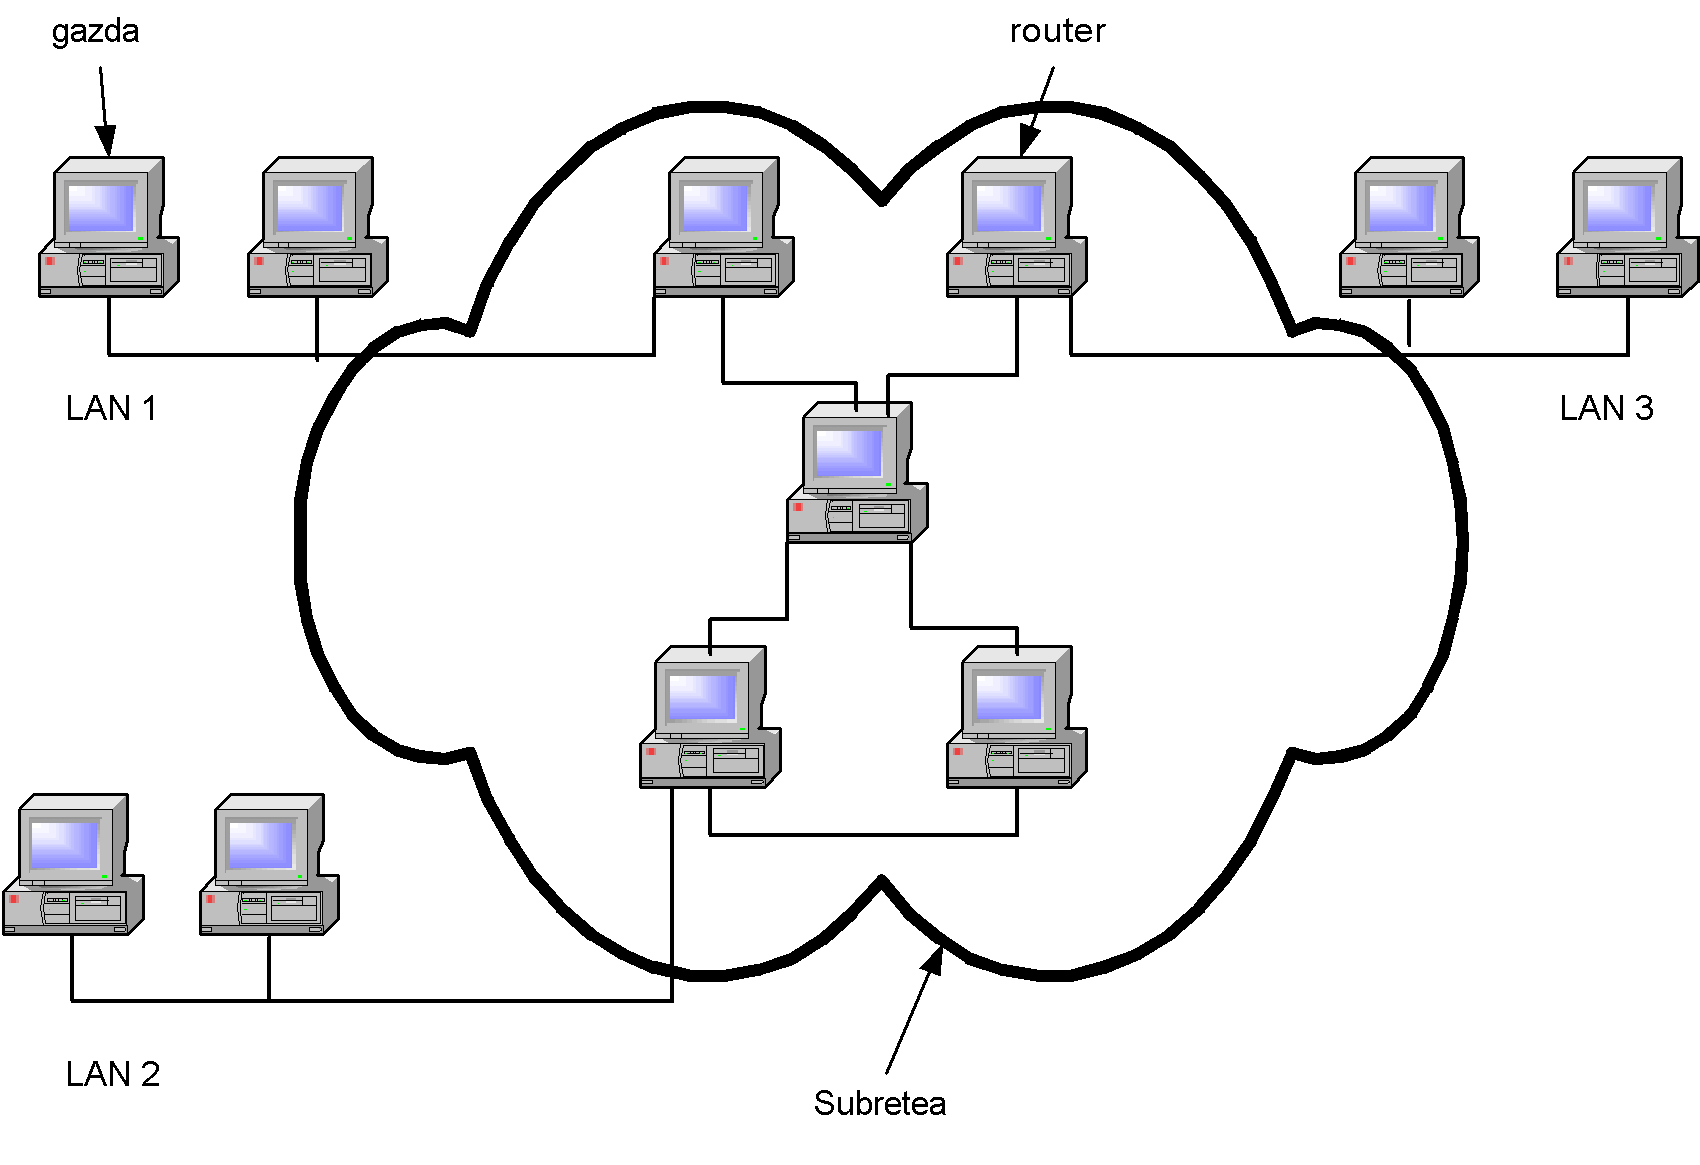 gazda
router
LAN 1
LAN 3
LAN 2
Subretea